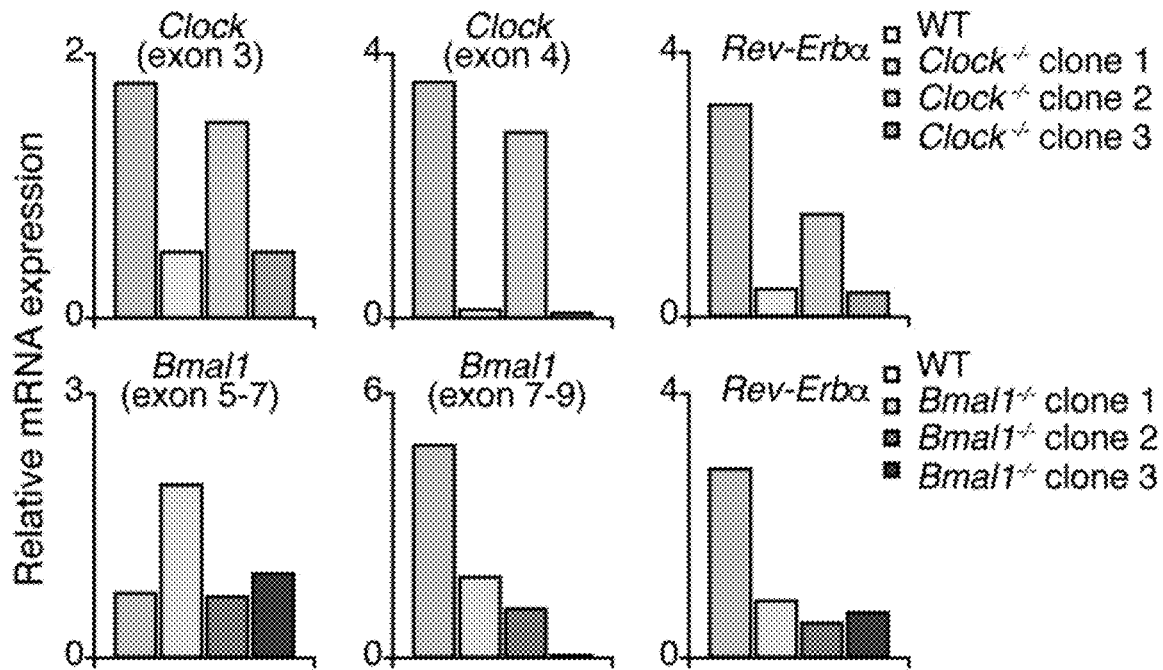 Relative mRNA expression
Clock
(exon 3)
2
0
Clock
(exon 4)
4
0
Rev-Erbα
4
0
WT
Clock-/- clone 1
Clock-/- clone 2
Clock-/- clone 3
Bmal1
(exon 5-7)
3
0
Bmal1
(exon 7-9)
6
0
Rev-Erbα
4
0
WT
Bmal1-/- clone 1
Bmal1-/- clone 2
Bmal1-/- clone 3